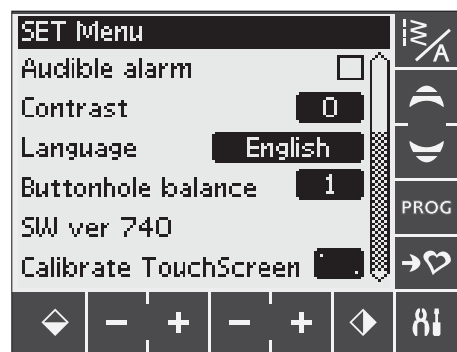 SET Menu
Audible alarm
Contrast 0
Language English
Buttonhole balance 1
SW ver 740
Calibrate TouchScreen
A
PROG
− + − +